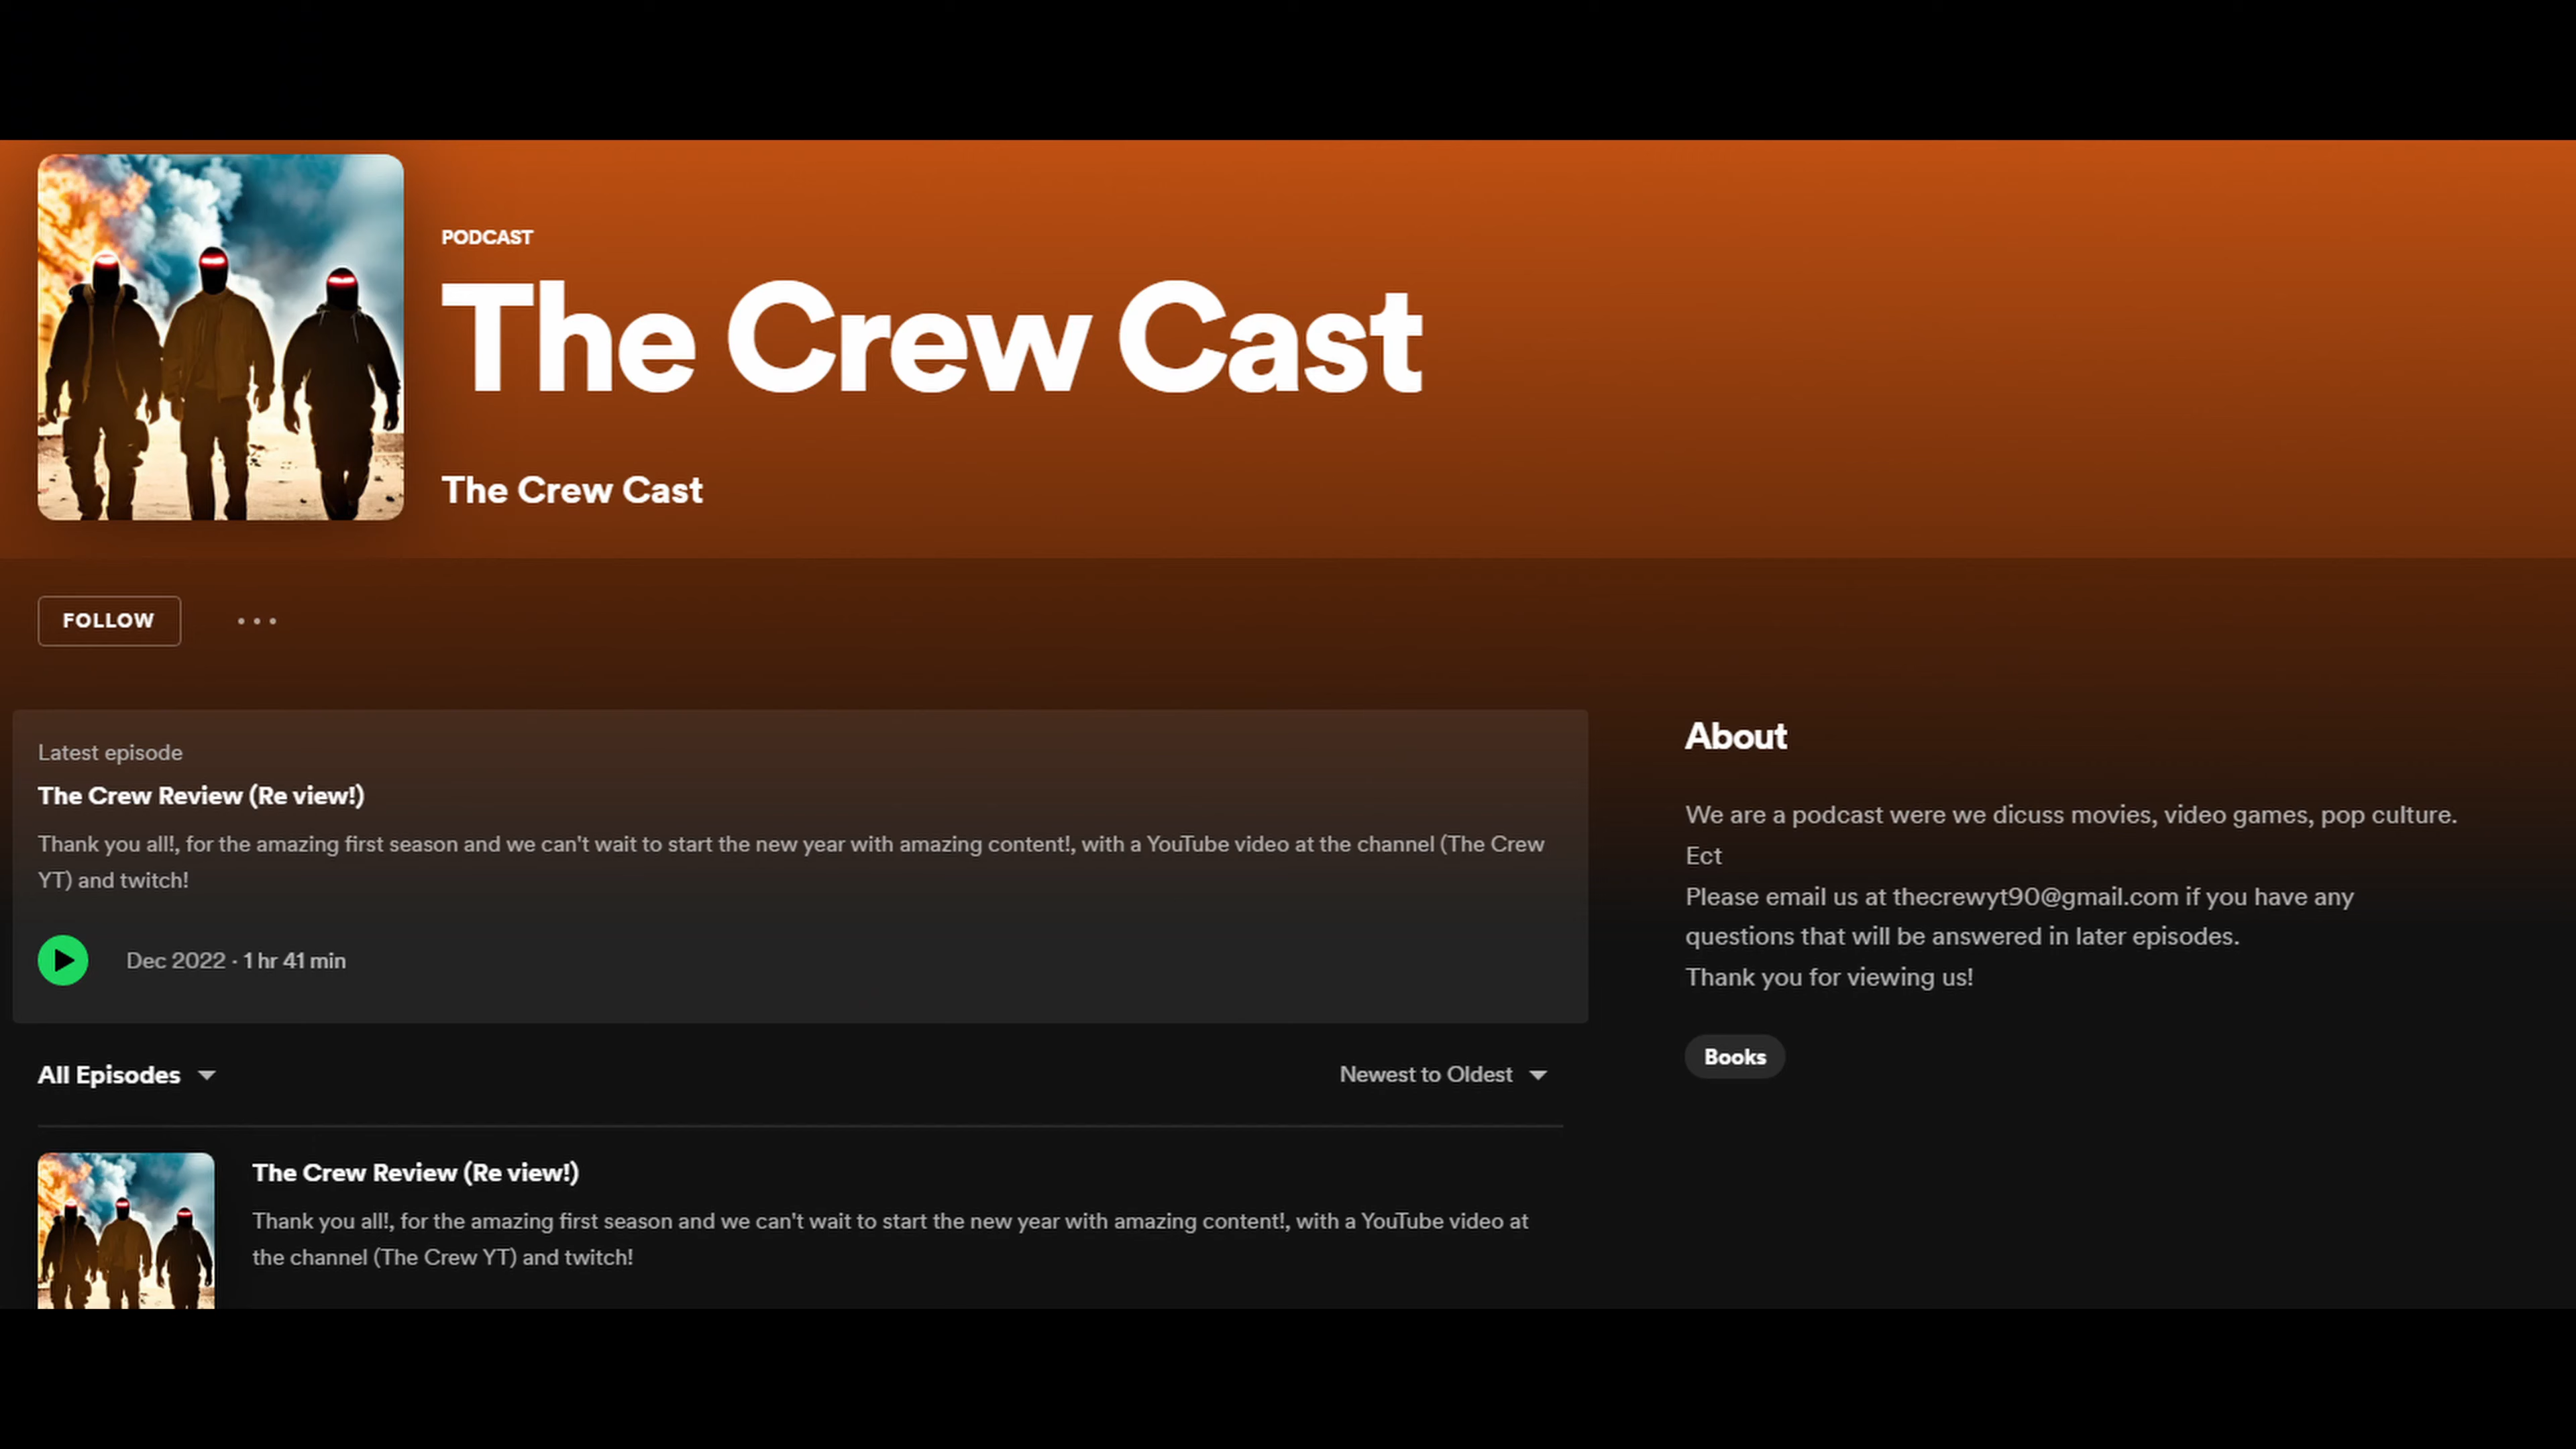 PODCAST
The Crew Cast
The Crew Cast
FOLLOW
Latest episode
The Crew Review (Re view!)
Thank you all!, for the amazing first season and we can't wait to start the new year with amazing content!, with a YouTube video at the channel (The Crew
YT) and twitch!
Dec 2022 · 1 hr 41 min
About
We are a podcast were we dicuss movies, video games, pop culture.
Ect
Please email us at thecrewyt90@gmail.com if you have any
questions that will be answered in later episodes.
Thank you for viewing us!
Books
All Episodes
Newest to Oldest
The Crew Review (Re view!)
Thank you all!, for the amazing first season and we can't wait to start the new year with amazing content!, with a YouTube video at
the channel (The Crew YT) and twitch!